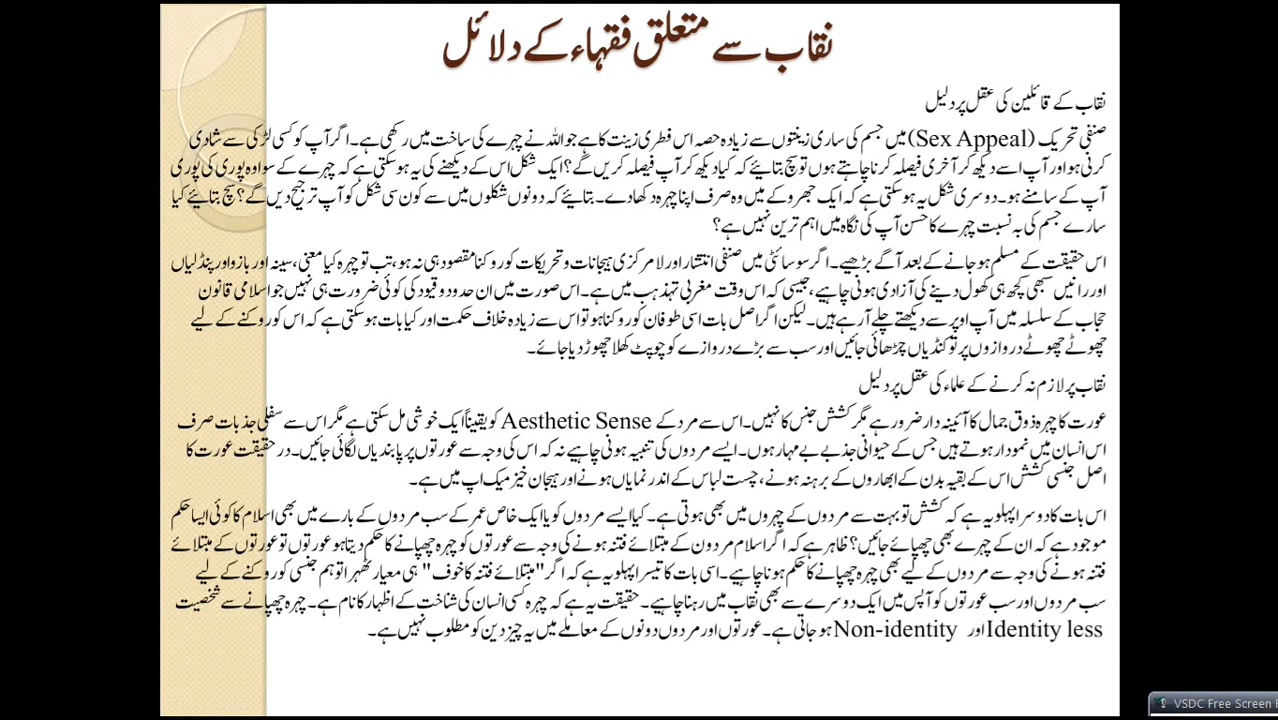 نقاب سے متعلق فقہاء کے دلائل
نقاب کے قائلین کی عقل پر دلیل
صنفی تحریک (Sex Appeal) میں جسم کی ساری زینتوں سے زیادہ حصہ اس فطری زینت کا ہے جو اللہ نے چہرے کی ساخت میں رکھی ہے۔ اگر آپ کو کسی لڑکی سے شادی
کرنی ہو اور آپ اسے دیکھ کر آخری فیصلہ کرنا چاہتے ہوں تو سچ بتائیے کہ کیا دیکھ کر آپ فیصلہ کریں گے؟ ایک شکل اس کے دیکھنے کی یہ ہو سکتی ہے کہ چہرے کے سوا وہ پوری کی پوری
آپ کے سامنے ہو۔ دوسری شکل یہ ہو سکتی ہے کہ ایک جھروکے میں وہ صرف اپنا چہرہ دکھا دے۔ بتائیے کہ دونوں شکلوں میں سے کون سی شکل کو آپ ترجیح دیں گے؟ سچ بتائیے کیا
سارے جسم کی بہ نسبت چہرے کا حسن آپ کی نگاہ میں اہم ترین نہیں ہے؟
اس حقیقت کے مسلم ہو جانے کے بعد آگے بڑھیے۔ اگر سوسائٹی میں صنفی انتشار اور لامرکزی ہیجانات و تحریکات کو روکنا مقصود ہی نہ ہو، تب تو چہرہ کیا معنی، سینہ اور بازو اور پنڈلیاں
اور رانیں سبھی کچھ ہی کھول دینے کی آزادی ہونی چاہیے، جیسی کہ اس وقت مغربی تہذیب میں ہے۔ اس صورت میں ان حدود و قیود کی کوئی ضرورت ہی نہیں جو اسلامی قانون
حجاب کے سلسلہ میں آپ اوپر سے دیکھتے چلے آ رہے ہیں۔ لیکن اگر اصل بات اسی طوفان کو روکنا ہو تو اس سے زیادہ خلاف حکمت اور کیا بات ہو سکتی ہے کہ اس کو روکنے کے لیے
چھوٹے چھوٹے دروازوں پر تو کنڈیاں چڑھائی جائیں اور سب سے بڑے دروازے کو چوپٹ کھلا چھوڑ دیا جائے۔
نقاب پر لازم نہ کرنے کے علماء کی عقل پر دلیل
عورت کا چہرہ ذوق جمال کا آئینہ دار ضرور ہے مگر کشش جنس کا نہیں۔ اس سے مرد کے Aesthetic Sense کو یقیناً ایک خوشی مل سکتی ہے مگر اس سے سفلی جذبات صرف
اس انسان میں نمودار ہوتے ہیں جس کے حیوانی جذبے بے مہار ہوں۔ ایسے مردوں کی تنبیہ ہونی چاہیے نہ کہ اس کی وجہ سے عورتوں پر پابندیاں لگائی جائیں۔ در حقیقت عورت کا
اصل جنسی کشش اس کے بقیہ بدن کے ابھاروں کے برہنہ ہونے، چست لباس کے اندر نمایاں ہونے اور ہیجان خیز میک اپ میں ہے۔
اس بات کا دوسرا پہلو یہ ہے کہ کشش تو بہت سے مردوں کے چہروں میں بھی ہوتی ہے۔ کیا ایسے مردوں کو یا ایک خاص عمر کے سب مردوں کے بارے میں بھی اسلام کا کوئی ایسا حکم
موجود ہے کہ ان کے چہرے بھی چھپائے جائیں؟ ظاہر ہے کہ اگر اسلام مردوں کے مبتلائے فتنہ ہونے کی وجہ سے عورتوں کو چہرہ چھپانے کا حکم دیتا ہو عورتوں تو عورتوں کے مبتلائے
فتنہ ہونے کی وجہ سے مردوں کے لیے بھی چہرہ چھپانے کا حکم ہونا چاہیے۔ اسی بات کا تیسرا پہلو یہ ہے کہ اگر "مبتلائے فتنہ کا خوف" ہی معیار ٹھہرا تو ہم جنسی کو روکنے کے لیے
سب مردوں اور سب عورتوں کو آپس میں ایک دوسرے سے بھی نقاب میں رہنا چاہیے۔ حقیقت یہ ہے کہ چہرہ کسی انسان کی شناخت کے اظہار کا نام ہے۔ چہرہ چھپانے سے شخصیت
Identity less اور Non-identity ہو جاتی ہے۔ عورتوں اور مردوں دونوں کے معاملے میں یہ چیز دین کو مطلوب نہیں ہے۔
VSDC Free Screen